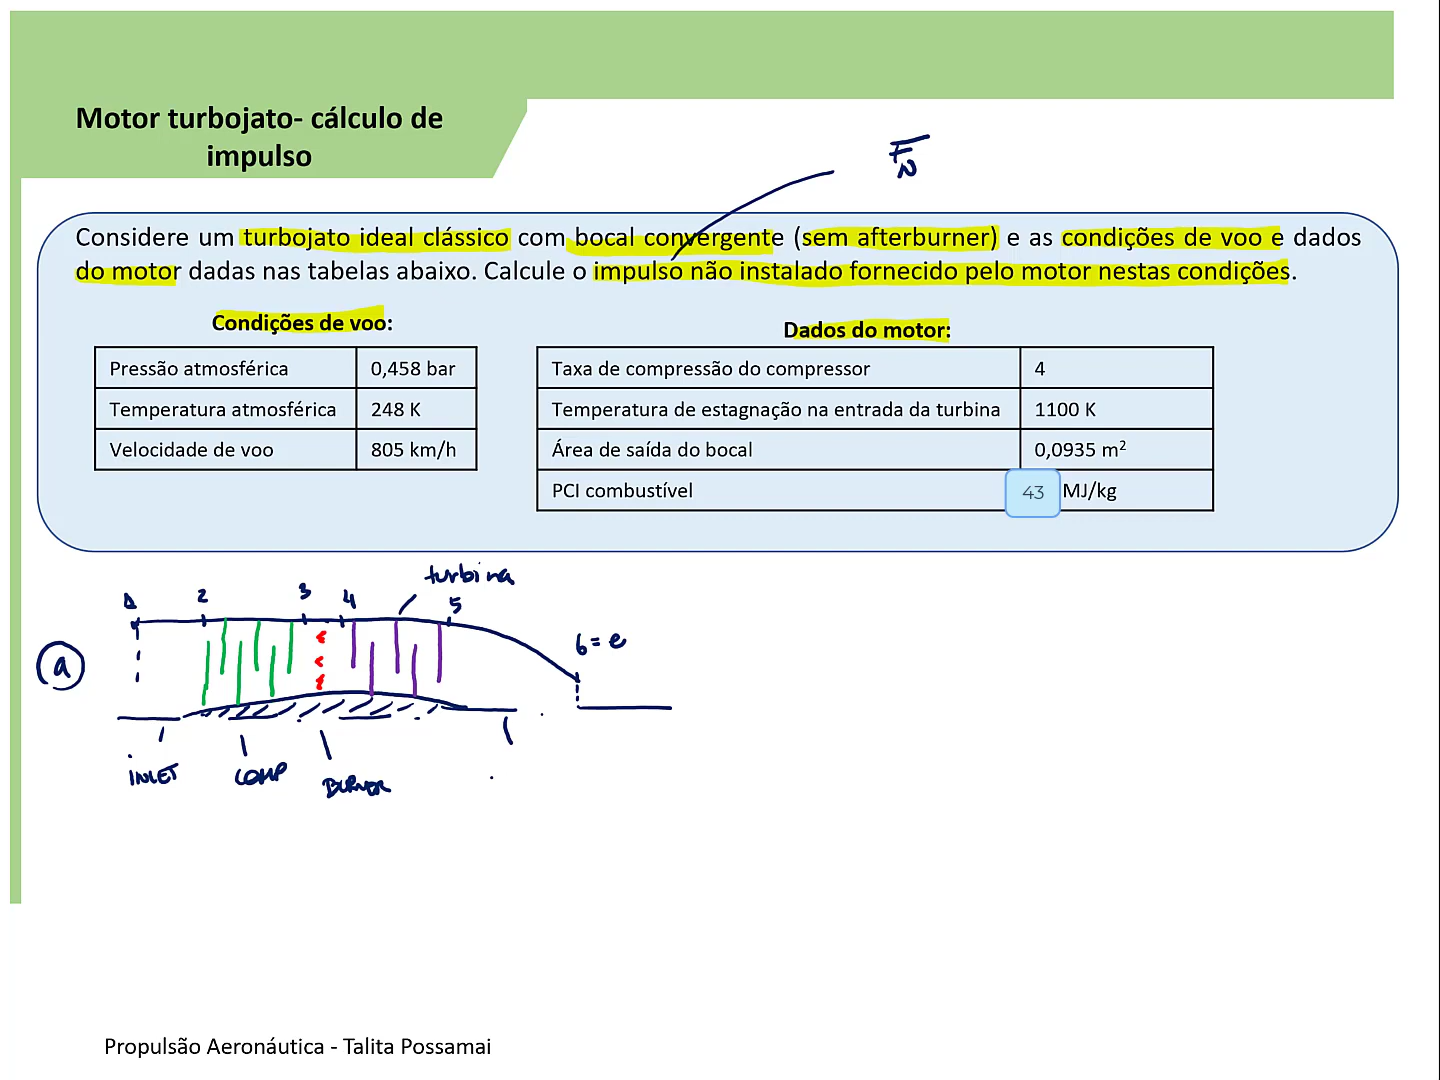 Motor turbojato- cálculo de
impulso
F̅N
Considere um turbojato ideal clássico com bocal convergente (sem afterburner) e as condições de voo e dados
do motor dadas nas tabelas abaixo. Calcule o impulso não instalado fornecido pelo motor nestas condições.
Condições de voo:
Pressão atmosférica 0,458 bar
Temperatura atmosférica 248 K
Velocidade de voo 805 km/h
Dados do motor:
Taxa de compressão do compressor 4
Temperatura de estagnação na entrada da turbina 1100 K
Área de saída do bocal 0,0935 m²
PCI combustível 43 MJ/kg
turbina
1 2 3 4 5
6 = e
a
INLET COMP BURNER
Propulsão Aeronáutica - Talita Possamai